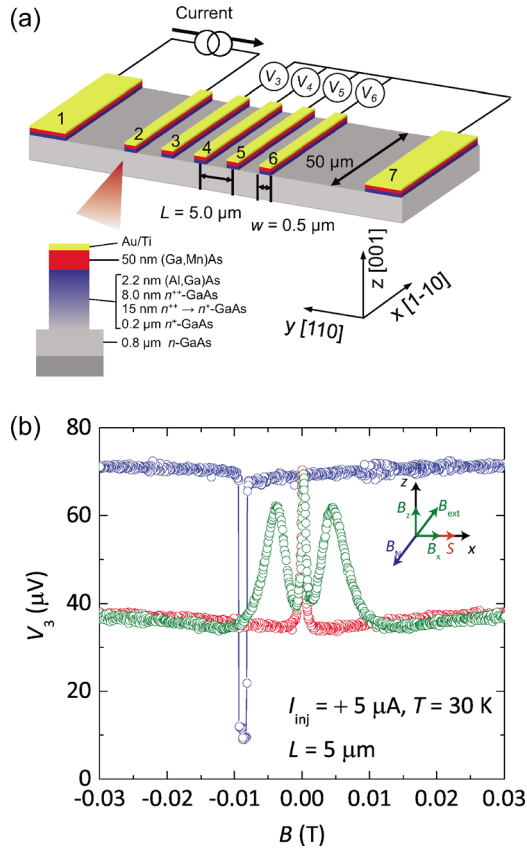 (a)
Current
V3 V4 V5 V6
1 2 3 4 5 6 7
50 μm
L = 5.0 μm
w = 0.5 μm
Au/Ti
50 nm (Ga,Mn)As
2.2 nm (Al,Ga)As
8.0 nm n++-GaAs
15 nm n++ → n+-GaAs
0.2 μm n+-GaAs
0.8 μm n-GaAs
z [001]
y [110]
x [1-10]
(b)
80
60
40
20
0
V3 (μV)
z
Bz
Bext
BN
Bx
S
x
Iinj = + 5 μA, T = 30 K
L = 5 μm
-0.03 -0.02 -0.01 0.00 0.01 0.02 0.03
B (T)